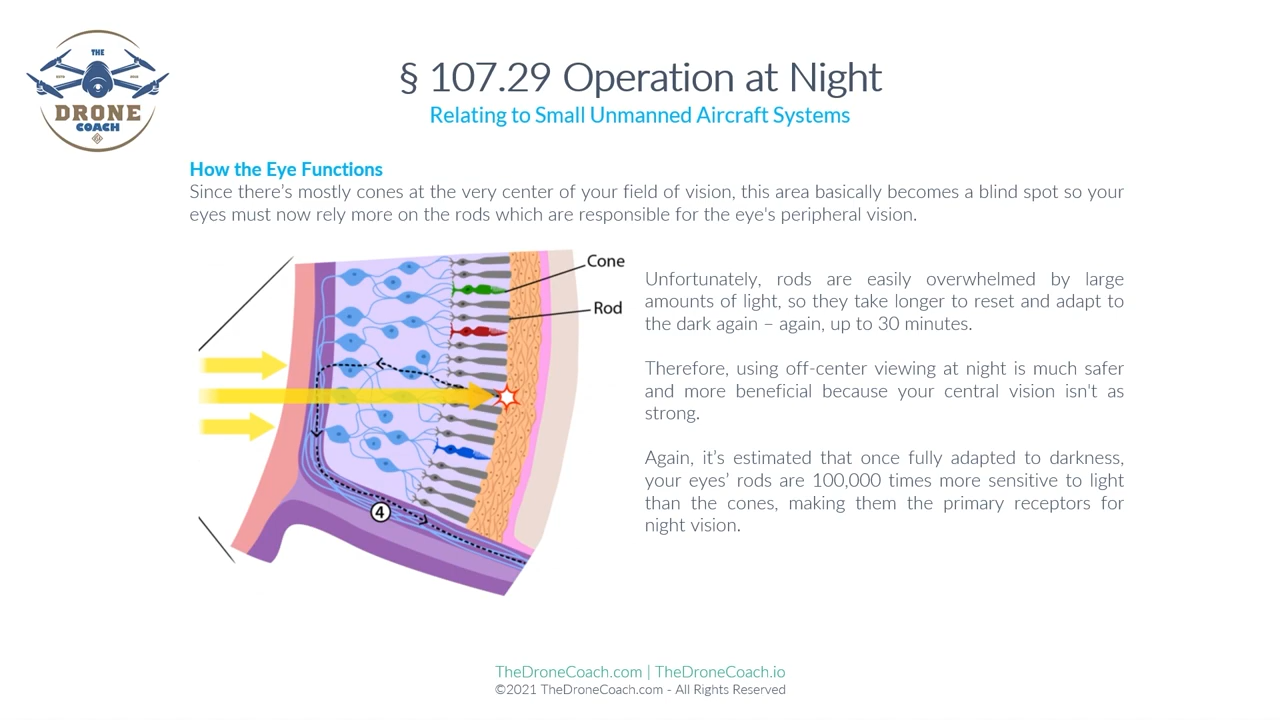 THE
DRONE
COACH
§ 107.29 Operation at Night
Relating to Small Unmanned Aircraft Systems
How the Eye Functions
Since there's mostly cones at the very center of your field of vision, this area basically becomes a blind spot so your
eyes must now rely more on the rods which are responsible for the eye's peripheral vision.
Cone
Rod
4
Unfortunately, rods are easily overwhelmed by large
amounts of light, so they take longer to reset and adapt to
the dark again – again, up to 30 minutes.
Therefore, using off-center viewing at night is much safer
and more beneficial because your central vision isn't as
strong.
Again, it's estimated that once fully adapted to darkness,
your eyes' rods are 100,000 times more sensitive to light
than the cones, making them the primary receptors for
night vision.
TheDroneCoach.com | TheDroneCoach.io
©2021 TheDroneCoach.com - All Rights Reserved